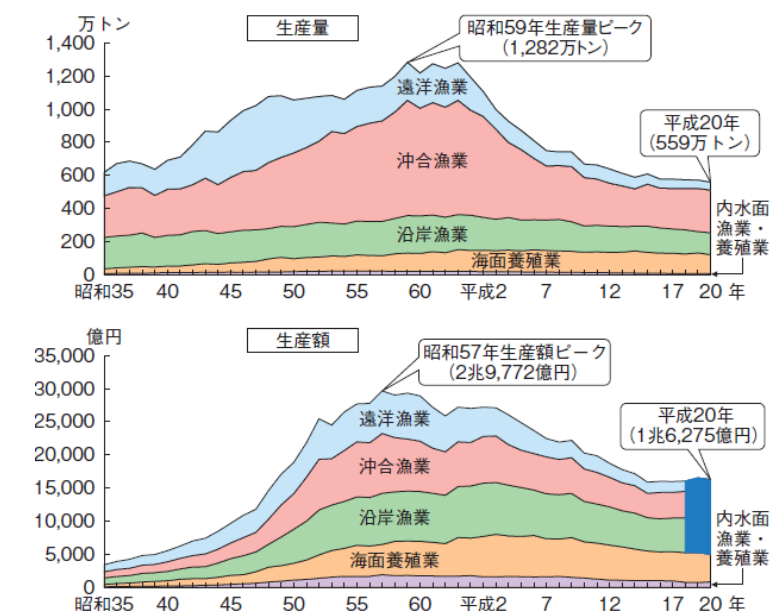 万トン
生産量
昭和59年生産量ピーク
(1,282万トン)
1,400
1,200
1,000
800
600
400
200
0
遠洋漁業
沖合漁業
沿岸漁業
海面養殖業
平成20年
(559万トン)
内水面
漁業・
養殖業
昭和35 40 45 50 55 60 平成2 7 12 17 20 年
億円
生産額
昭和57年生産額ピーク
(2兆9,772億円)
35,000
30,000
25,000
20,000
15,000
10,000
5,000
0
遠洋漁業
沖合漁業
沿岸漁業
海面養殖業
平成20年
(1兆6,275億円)
内水面
漁業・
養殖業
昭和35 40 45 50 55 60 平成2 7 12 17 20 年